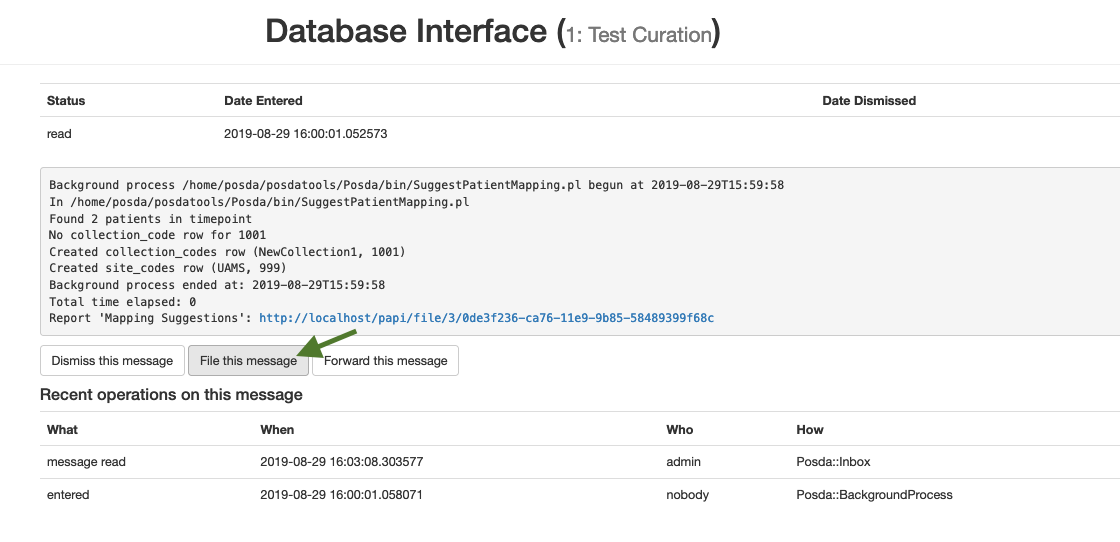 Database Interface (1: Test Curation)
Status Date Entered Date Dismissed
read 2019-08-29 16:00:01.052573
Background process /home/posda/posdatools/Posda/bin/SuggestPatientMapping.pl begun at 2019-08-29T15:59:58
In /home/posda/posdatools/Posda/bin/SuggestPatientMapping.pl
Found 2 patients in timepoint
No collection_code row for 1001
Created collection_codes row (NewCollection1, 1001)
Created site_codes row (UAMS, 999)
Background process ended at: 2019-08-29T15:59:58
Total time elapsed: 0
Report 'Mapping Suggestions': http://localhost/papi/file/3/0de3f236-ca76-11e9-9b85-58489399f68c
Dismiss this message File this message Forward this message
Recent operations on this message
What When Who How
message read 2019-08-29 16:03:08.303577 admin Posda::Inbox
entered 2019-08-29 16:00:01.058071 nobody Posda::BackgroundProcess